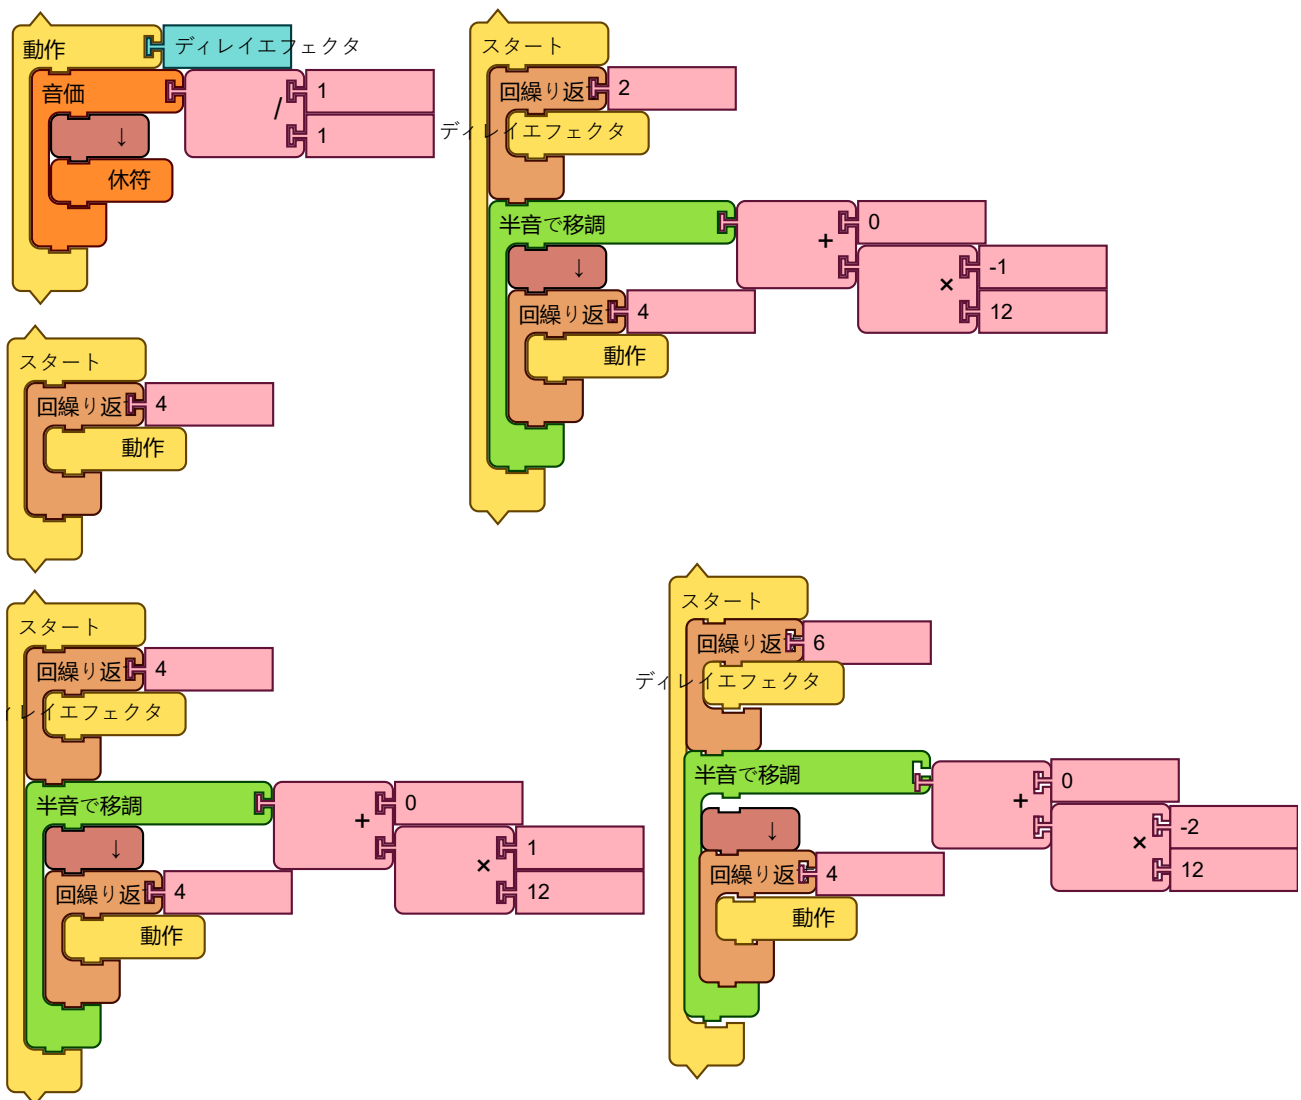 動作 ディレイエフェクタ
音価 / 1
1
↓
休符
スタート
回繰り返 2
ディレイエフェクタ
半音で移調 + 0
× -1
12
↓
回繰り返 4
動作
スタート
回繰り返 4
動作
スタート
回繰り返 4
レイエフェクタ
半音で移調 + 0
× 1
12
↓
回繰り返 4
動作
スタート
回繰り返 6
ディレイエフェクタ
半音で移調 + 0
× -2
12
↓
回繰り返 4
動作